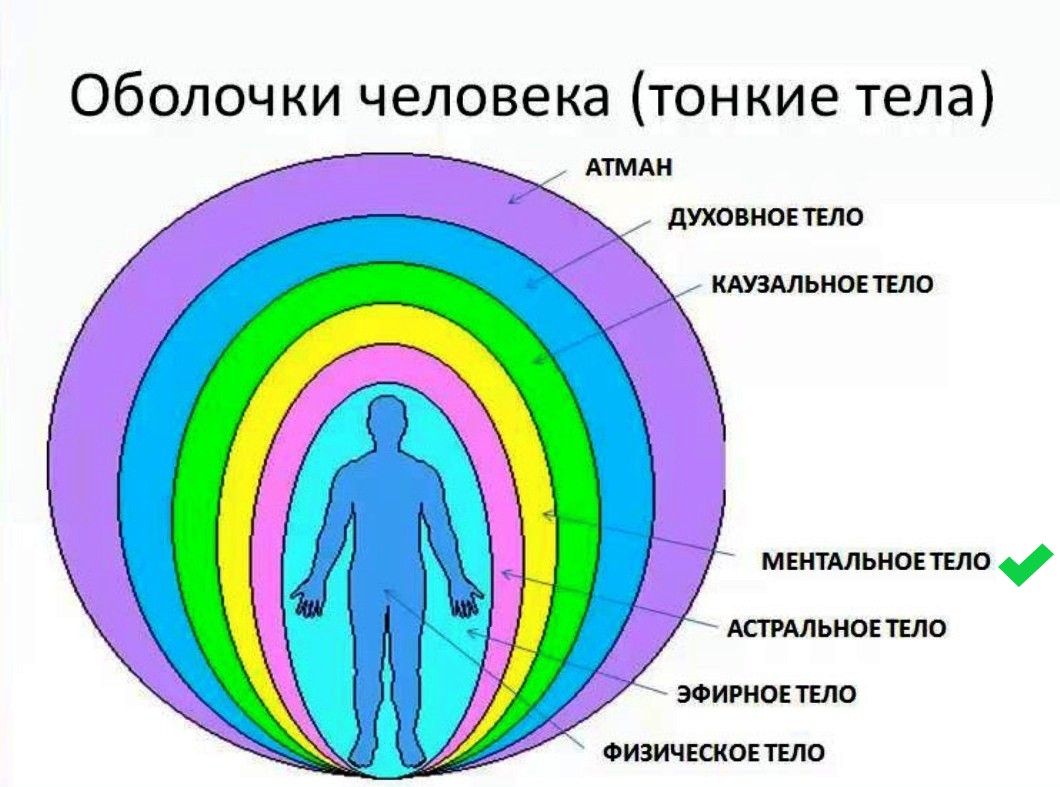 Оболочки человека (тонкие тела)
АТМАН
ДУХОВНОЕ ТЕЛО
КАУЗАЛЬНОЕ ТЕЛО
МЕНТАЛЬНОЕ ТЕЛО
АСТРАЛЬНОЕ ТЕЛО
ЭФИРНОЕ ТЕЛО
ФИЗИЧЕСКОЕ ТЕЛО